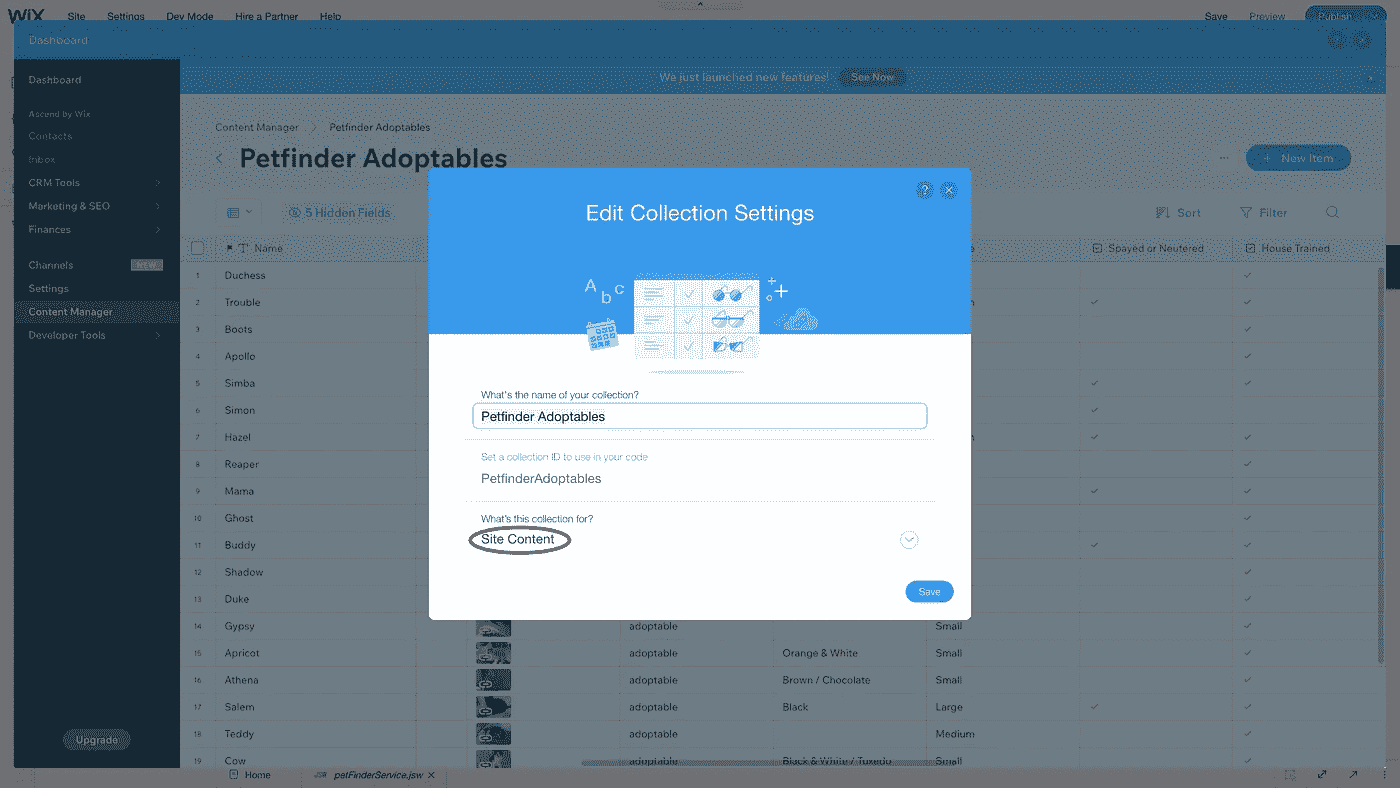 WIX Site Settings Dev Mode Hire a Partner Help Save Preview Publish
Dashboard
We just launched new features! See Now
Dashboard
Ascend by Wix
Contacts
Inbox
CRM Tools
Marketing & SEO
Finances
Channels NEW
Settings
Content Manager
Developer Tools
Upgrade
Content Manager Petfinder Adoptables
Petfinder Adoptables
+ New Item
5 Hidden Fields Sort Filter
Name Spayed or Neutered House Trained
1 Duchess
2 Trouble
3 Boots
4 Apollo
5 Simba
6 Simon
7 Hazel
8 Reaper
9 Mama
10 Ghost
11 Buddy
12 Shadow
13 Duke
14 Gypsy adoptable Small
15 Apricot adoptable Orange & White Small
16 Athena adoptable Brown / Chocolate Small
17 Salem adoptable Black Large
18 Teddy adoptable Medium
19 Cow adoptable Black & White / Tuxedo Small
?
Edit Collection Settings
A b c
What's the name of your collection?
Petfinder Adoptables
Set a collection ID to use in your code
PetfinderAdoptables
What's this collection for?
Site Content
Save
Home petFinderService.jsw